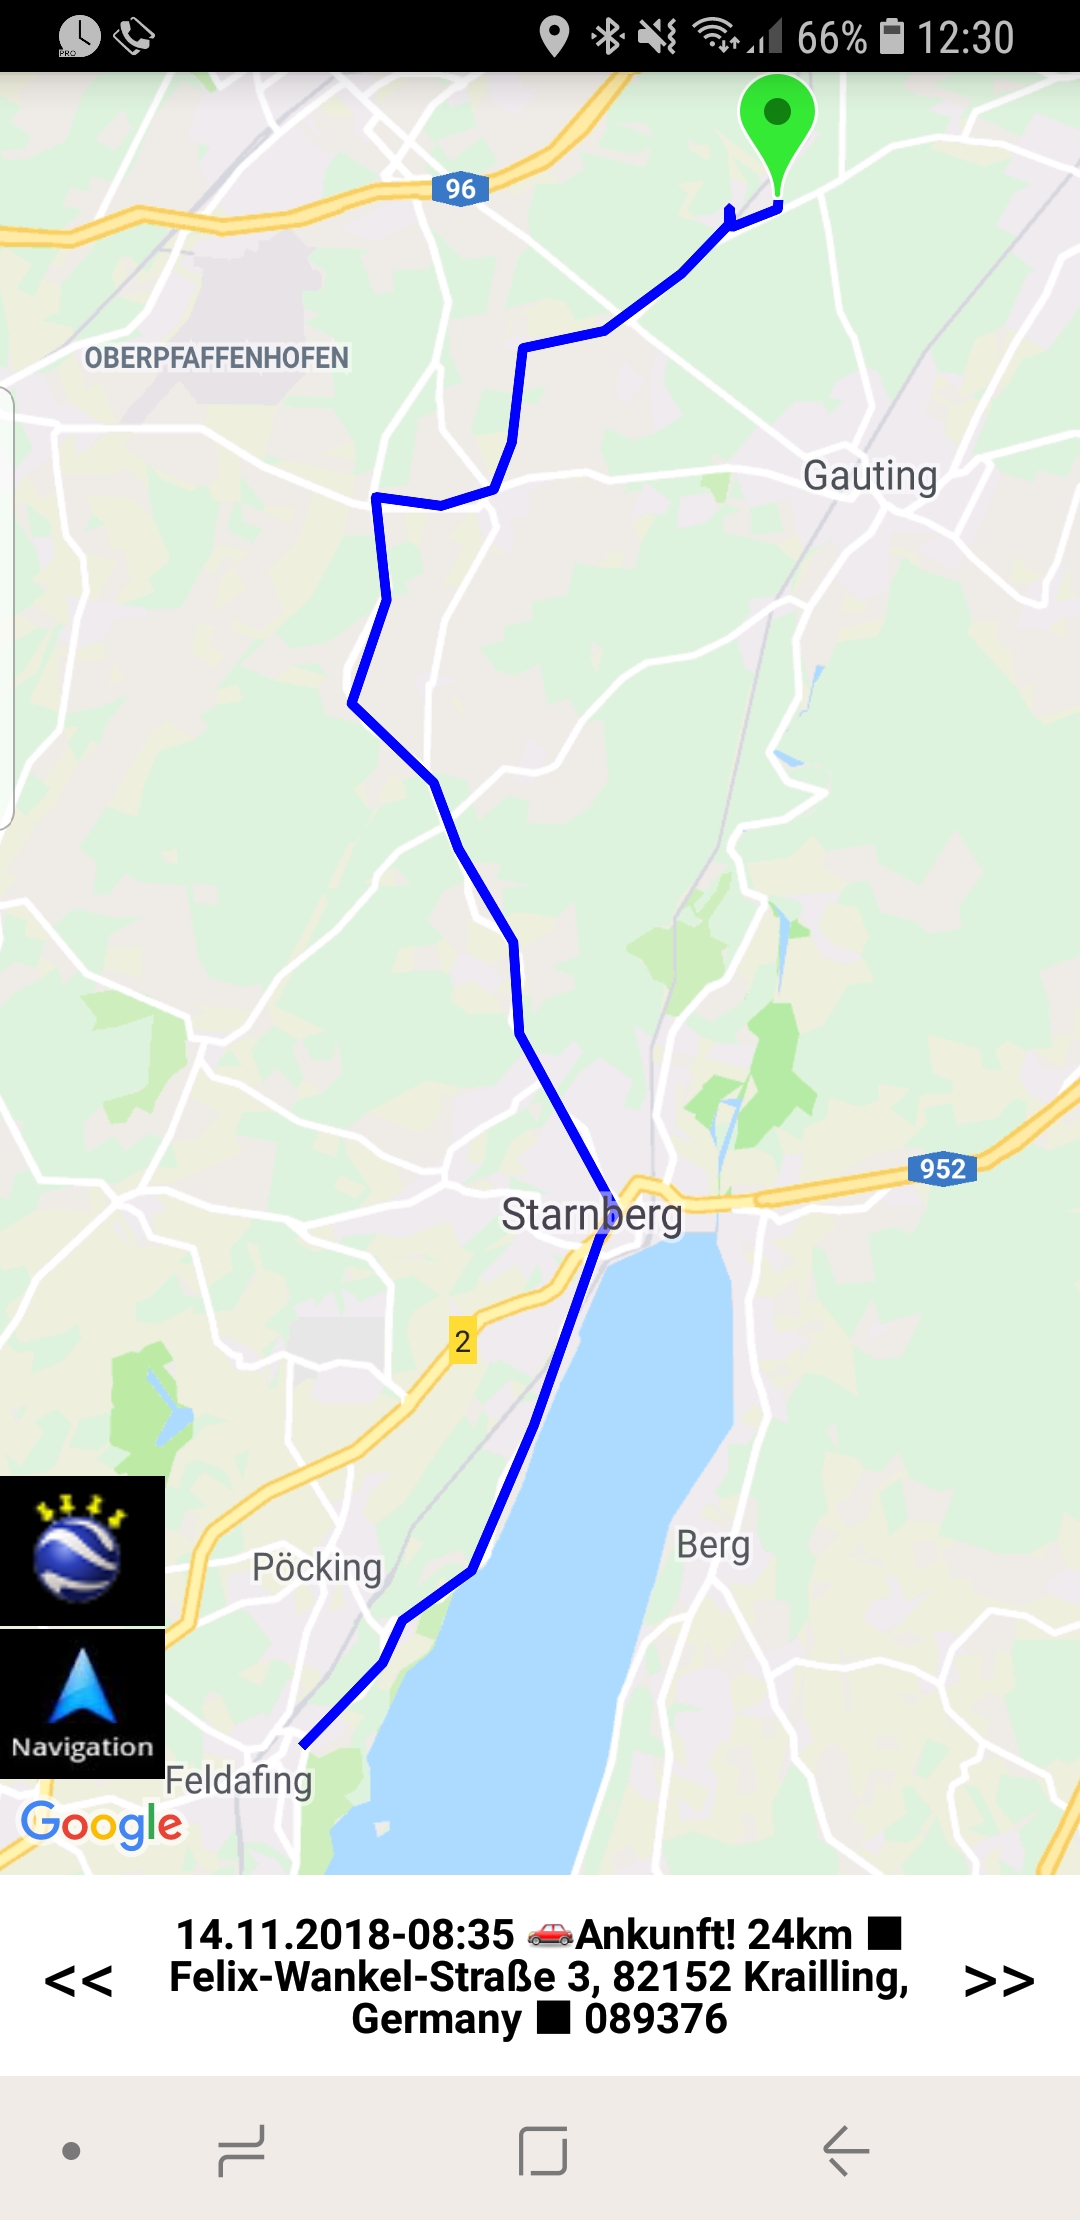 PRO
66% 12:30
96
OBERPFAFFENHOFEN
Gauting
952
Starnberg
2
Berg
Pöcking
Navigation
Feldafing
Google
14.11.2018-08:35 🚗Ankunft! 24km ■
<< Felix-Wankel-Straße 3, 82152 Krailling, >>
Germany ■ 089376